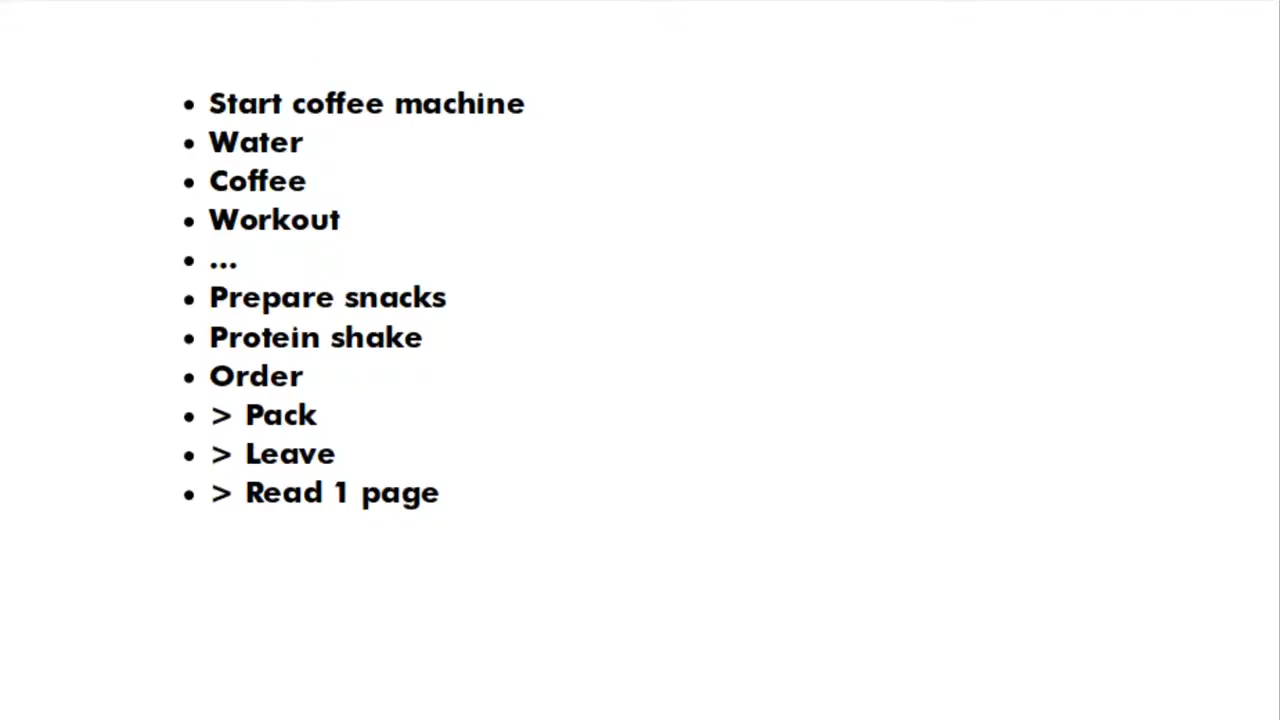 • Start coffee machine
• Water
• Coffee
• Workout
• ...
• Prepare snacks
• Protein shake
• Order
• > Pack
• > Leave
• > Read 1 page